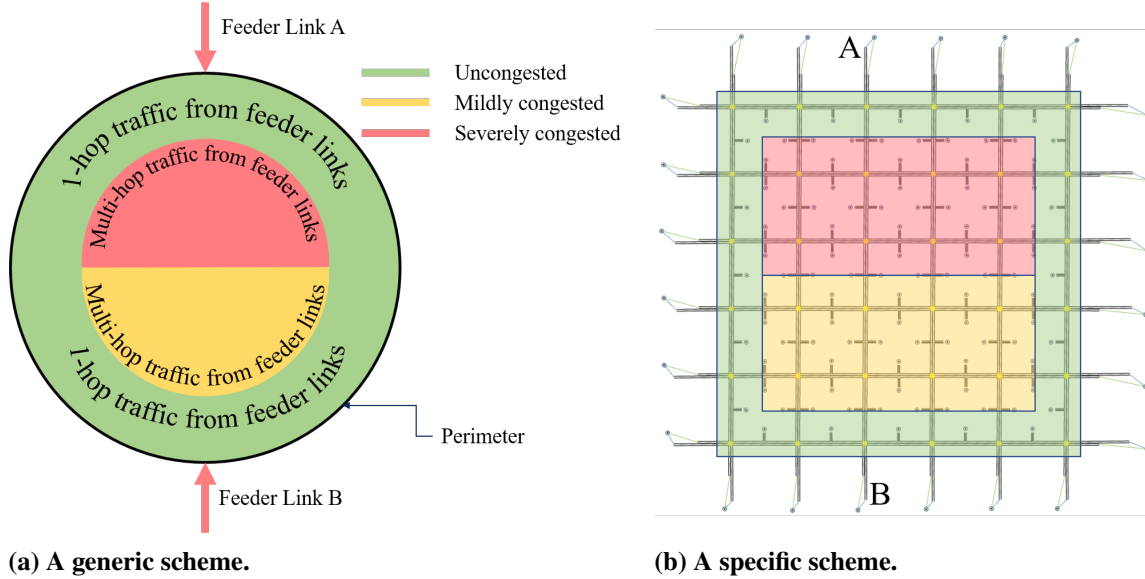 Feeder Link A
Uncongested
Mildly congested
Severely congested
1-hop traffic from feeder links
Multi-hop traffic from feeder links
Multi-hop traffic from feeder links
1-hop traffic from feeder links
Perimeter
Feeder Link B
(a) A generic scheme.
A
B
(b) A specific scheme.